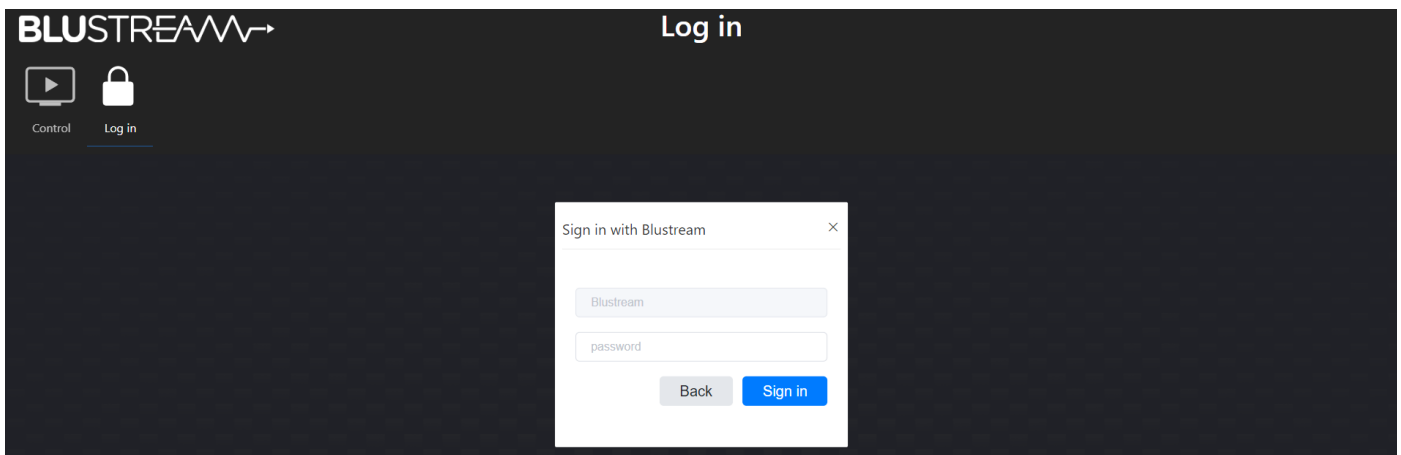 BLUSTREAM
Log in
Control
Log in
Sign in with Blustream
Blustream
password
Back
Sign in